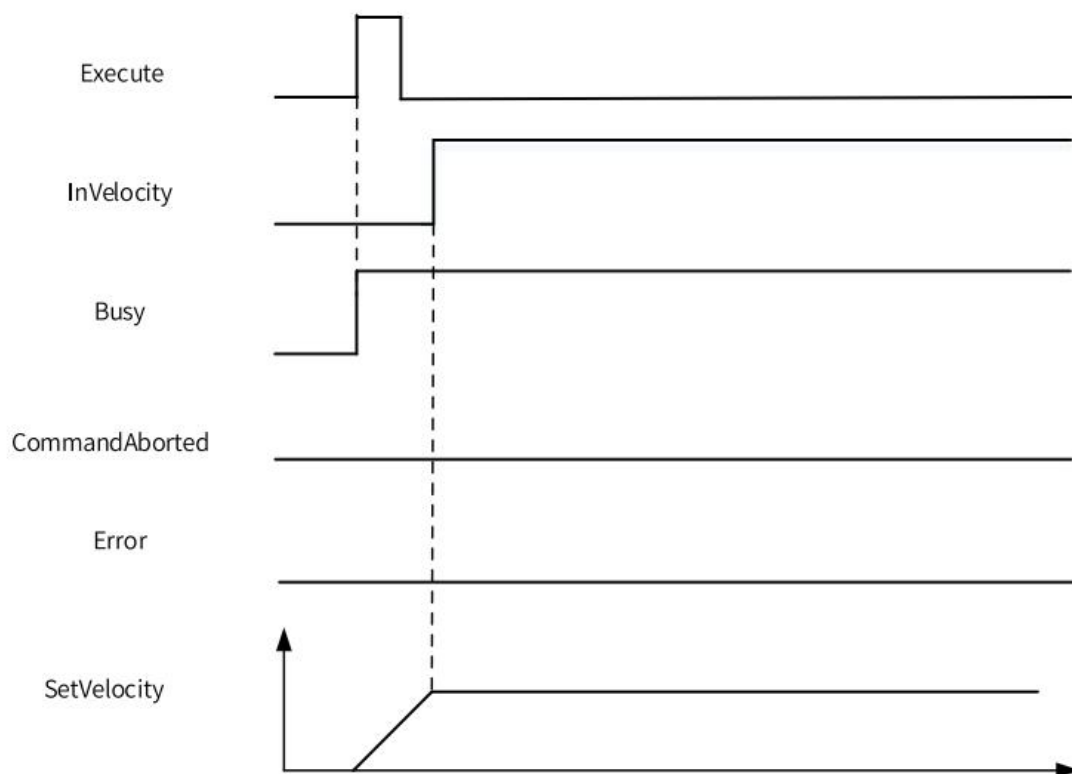 Execute
InVelocity
Busy
CommandAborted
Error
SetVelocity